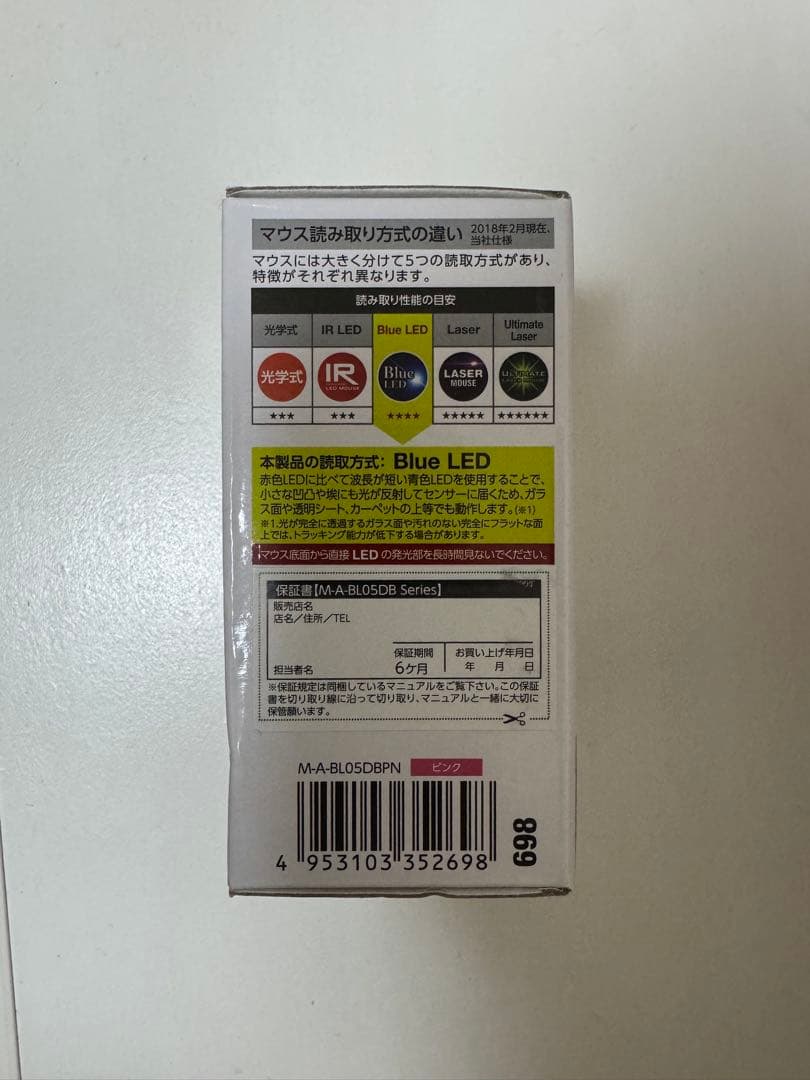 マウス読み取り方式の違い 2018年2月現在、当社仕様
マウスには大きく分けて5つの読取方式があり、
特徴がそれぞれ異なります。
読み取り性能の目安
光学式 IR LED Blue LED Laser Ultimate Laser
光学式 IR LED MOUSE Blue LED LASER MOUSE ULTIMATE
★★★ ★★★ ★★★★ ★★★★★ ★★★★★★
本製品の読取方式: Blue LED
赤色LEDに比べて波長が短い青色LEDを使用することで、
小さな凹凸や埃にも光が反射してセンサーに届くため、ガラ
ス面や透明シート、カーペットの上等でも動作します。(※1)
※1.光が完全に透過するガラス面や汚れのない完全にフラットな面
上では、トラッキング能力が低下する場合があります。
マウス底面から直接 LED の発光部を長時間見ないでください。
保証書【M-A-BL05DB Series】
販売店名
店名/住所/TEL
保証期間 お買い上げ年月日
担当者名 6ケ月 年 月 日
※保証規定は同梱しているマニュアルをご覧下さい。この保証
書を切り取り線に沿って切り取り、マニュアルと一緒に大切に
保管願います。
M-A-BL05DBPN ピンク
4 953103 352698
698